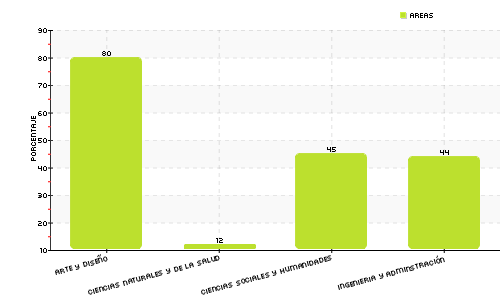 AREAS
PORCENTAJE
90
80
70
60
50
40
30
20
10
80
12
45
44
ARTE Y DISEÑO
CIENCIAS NATURALES Y DE LA SALUD
CIENCIAS SOCIALES Y HUMANIDADES
INGENIERIA Y ADMINSTRACIÓN